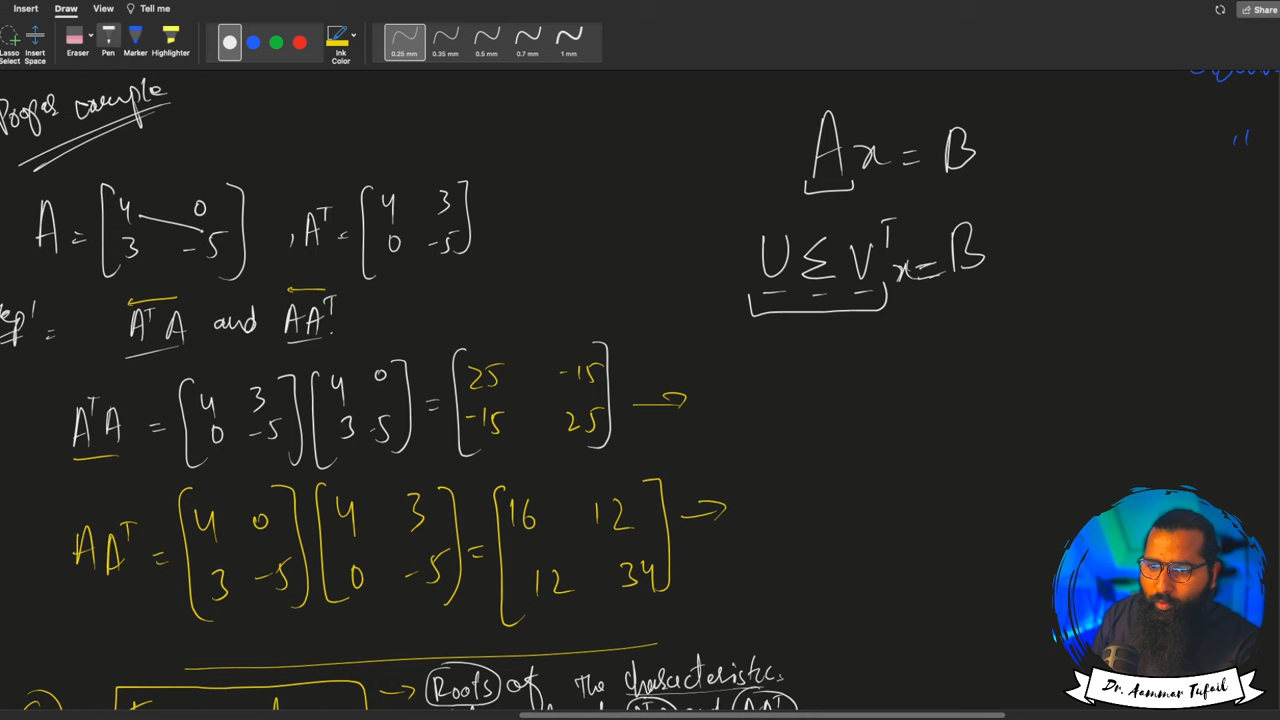 Insert Draw View Tell me
Share
Lasso Select Insert Space Eraser Pen Marker Highlighter Ink Color 0.25 mm 0.35 mm 0.5 mm 0.7 mm 1 mm
example
Ax = B
A = [4 0
3 -5] , Aᵀ = [4 3
0 -5]
U Σ Vᵀ x = B
AᵀA and AAᵀ.
AᵀA = [4 3
0 -5] [4 0
3 -5] = [25 -15
-15 25] →
AAᵀ = [4 0
3 -5] [4 3
0 -5] = [16 12
12 34] →
→ Roots of the characteristic
Dr. Aammar Tufail